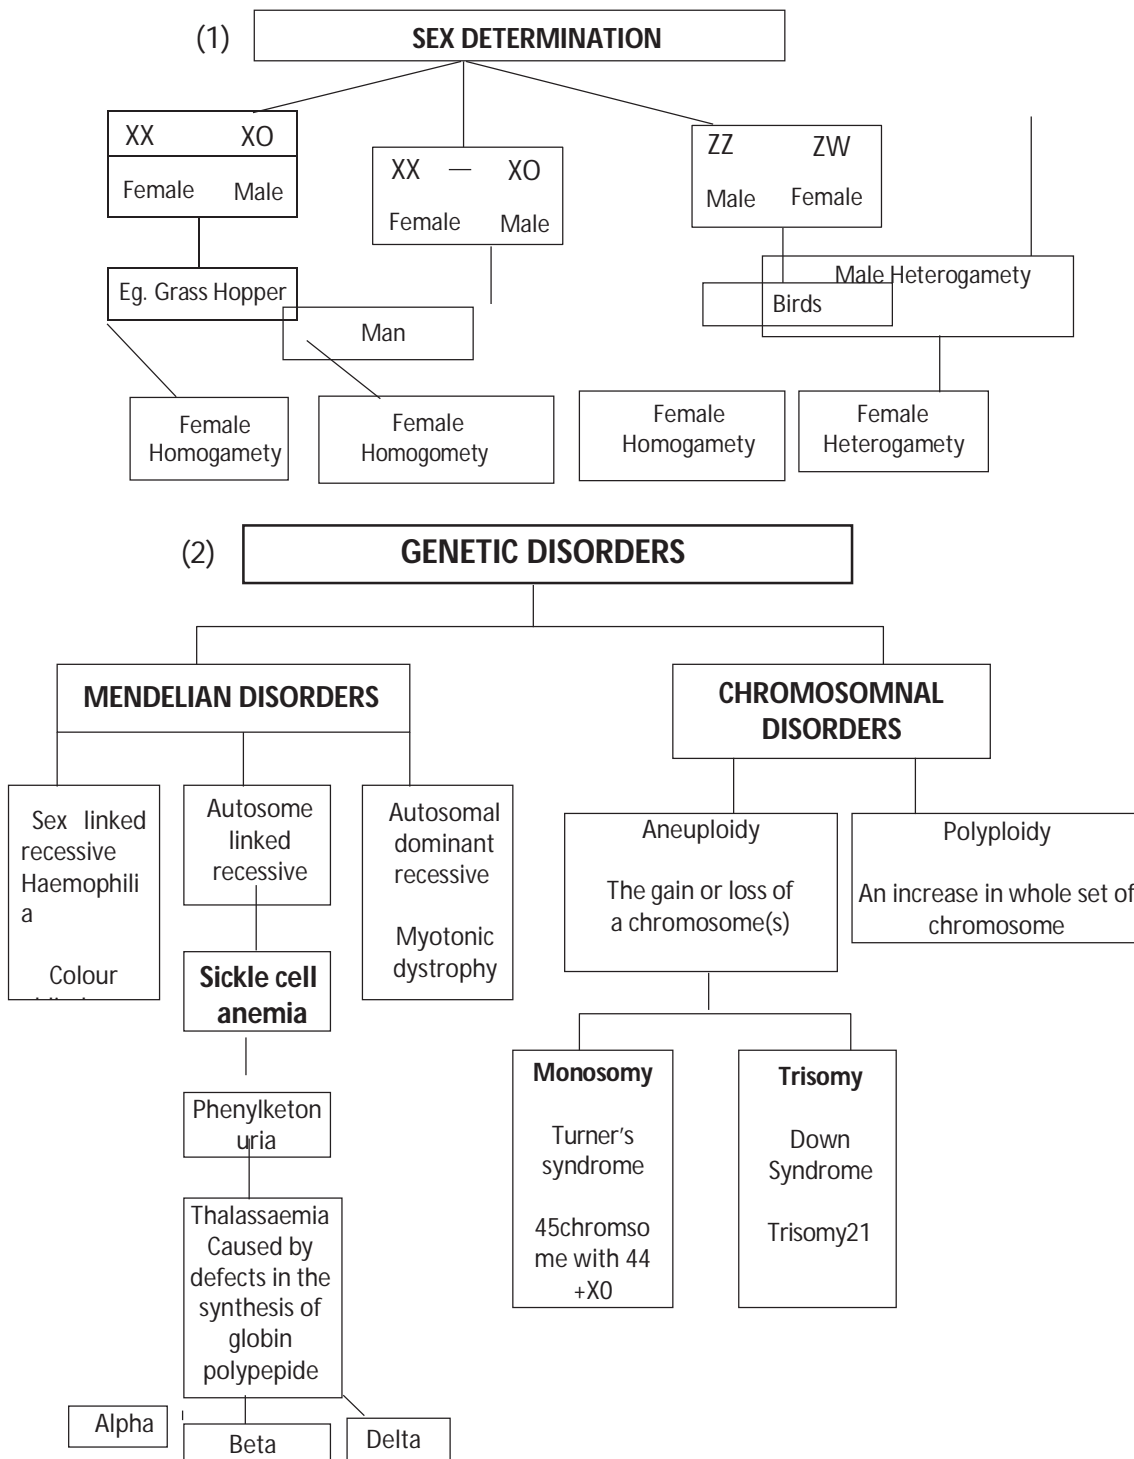 (1)
SEX DETERMINATION
XX XO
Female Male
XX — XO
Female Male
ZZ ZW
Male Female
Eg. Grass Hopper
Man
Male Heterogamety
Birds
Female
Homogamety
Female
Homogomety
Female
Homogamety
Female
Heterogamety
(2)
GENETIC DISORDERS
MENDELIAN DISORDERS
CHROMOSOMNAL
DISORDERS
Sex linked
recessive
Haemophili
a
Colour
Autosome
linked
recessive
Autosomal
dominant
recessive
Myotonic
dystrophy
Sickle cell
anemia
Phenylketon
uria
Thalassaemia
Caused by
defects in the
synthesis of
globin
polypepide
Alpha
Beta
Delta
Aneuploidy
The gain or loss of
a chromosome(s)
Polyploidy
An increase in whole set of
chromosome
Monosomy
Turner's
syndrome
45chromso
me with 44
+X0
Trisomy
Down
Syndrome
Trisomy21